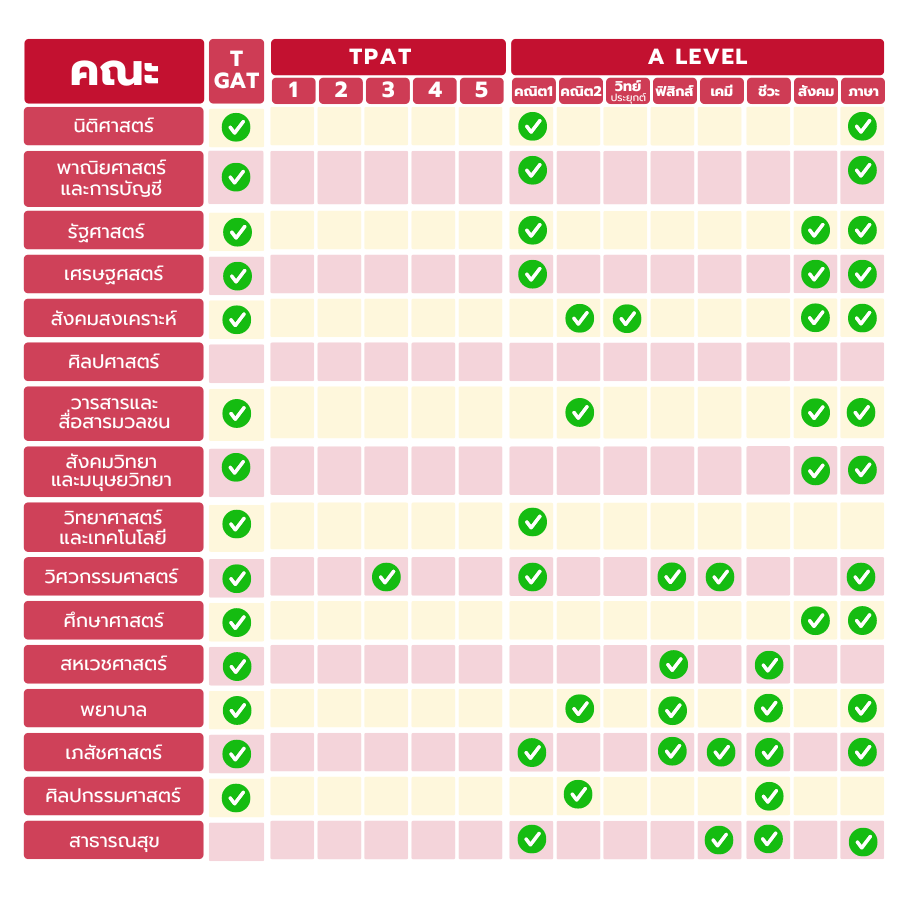 คณะ
T
GAT
TPAT
A LEVEL
1 2 3 4 5
คณิต1 คณิต2 วิทย์ ฟิสิกส์ เคมี ชีวะ สังคม ภาษา
ประยุกต์
นิติศาสตร์
พาณิยศาสตร์
และการบัญชี
รัฐศาสตร์
เศรษฐศสตร์
สังคมสงเคราะห์
ศิลปศาสตร์
วารสารและ
สื่อสารมวลชน
สังคมวิทยา
และมนุษยวิทยา
วิทยาศาสตร์
และเทคโนโลยี
วิศวกรรมศาสตร์
ศึกษาศาสตร์
สหเวชศาสตร์
พยาบาล
เภสัชศาสตร์
ศิลปกรรมศาสตร์
สาธารณสุข